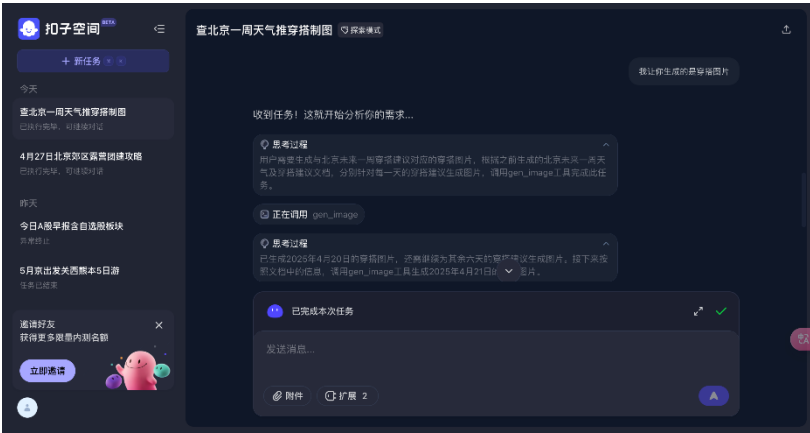 扣子空间 BETA
+ 新任务
今天
查北京一周天气推穿搭制图
已执行完毕，可继续对话
4月27日北京郊区露营团建攻略
已执行完毕，可继续对话
昨天
今日A股早报含自选股板块
异常终止
5月京出发关西熊本5日游
任务已结束
邀请好友
获得更多限量内测名额
立即邀请
查北京一周天气推穿搭制图 探索模式
我让你生成的是穿搭图片
收到任务！这就开始分析你的需求...
思考过程
用户需要生成与北京未来一周穿搭建议对应的穿搭图片，根据之前生成的北京未来一周天
气及穿搭建议文档，分别针对每一天的穿搭建议生成图片，调用gen_image工具完成此任
务。
正在调用 gen_image
思考过程
已生成2025年4月20日的穿搭图片，还需继续为其余六天的穿搭建议生成图片。接下来按
照文档中的信息，调用gen_image工具生成2025年4月21日的 图片。
已完成本次任务
发送消息...
附件
扩展 2